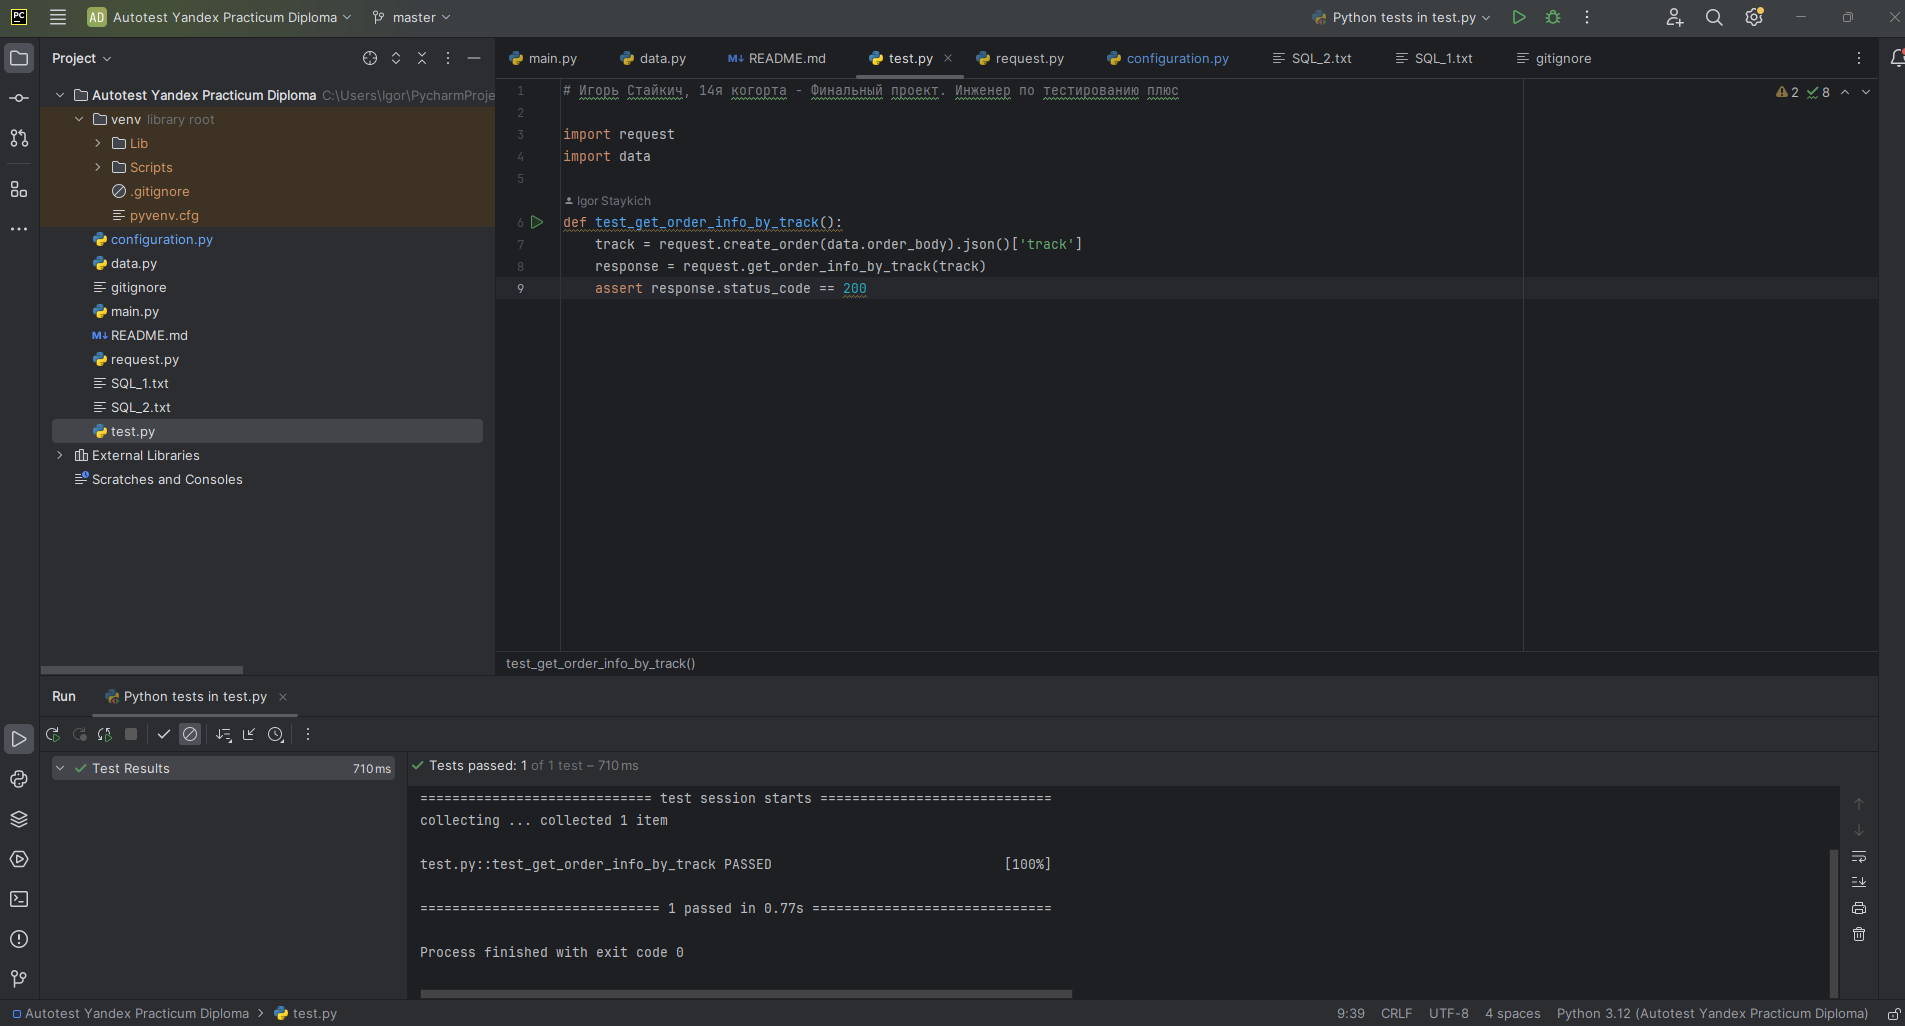 PC
AD Autotest Yandex Practicum Diploma master Python tests in test.py
Project
Autotest Yandex Practicum Diploma C:\Users\Igor\PycharmProje
venv library root
Lib
Scripts
.gitignore
pyvenv.cfg
configuration.py
data.py
gitignore
main.py
M↓ README.md
request.py
SQL_1.txt
SQL_2.txt
test.py
External Libraries
Scratches and Consoles
main.py data.py M↓ README.md test.py request.py configuration.py SQL_2.txt SQL_1.txt gitignore
1 # Игорь Стайкич, 14я когорта - Финальный проект. Инженер по тестированию плюс
2 8
2
3 import request
4 import data
5
Igor Staykich
6 def test_get_order_info_by_track():
7 track = request.create_order(data.order_body).json()['track']
8 response = request.get_order_info_by_track(track)
9 assert response.status_code == 200
test_get_order_info_by_track()
Run Python tests in test.py
Test Results 710 ms
Tests passed: 1 of 1 test – 710 ms
============================= test session starts =============================
collecting ... collected 1 item
test.py::test_get_order_info_by_track PASSED [100%]
============================== 1 passed in 0.77s ==============================
Process finished with exit code 0
Autotest Yandex Practicum Diploma > test.py
9:39 CRLF UTF-8 4 spaces Python 3.12 (Autotest Yandex Practicum Diploma)